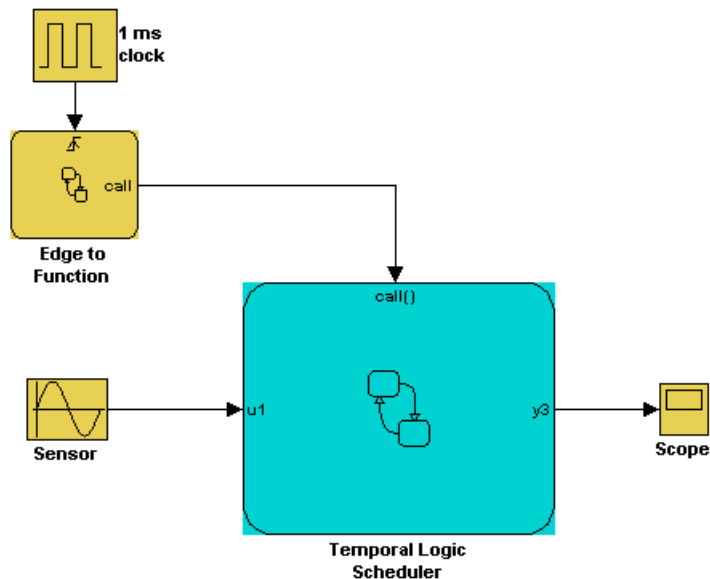 1 ms
clock
call
Edge to
Function
call()
u1
y3
Sensor
Scope
Temporal Logic
Scheduler